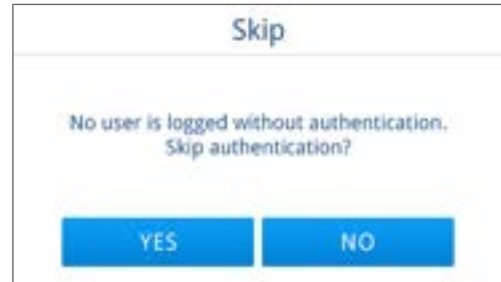 Skip
No user is logged without authentication.
Skip authentication?
YES
NO